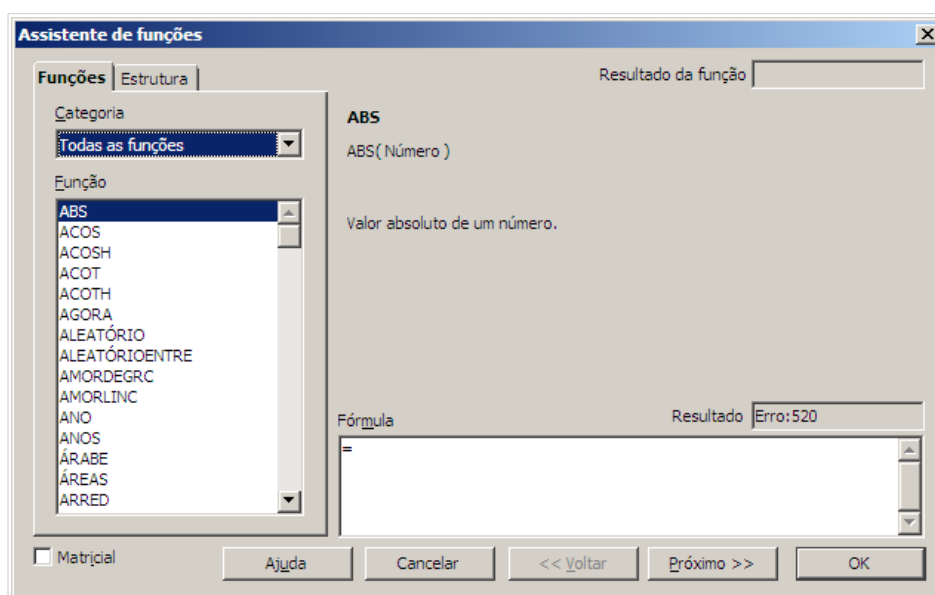 Assistente de funções
Funções Estrutura
Resultado da função
Categoria
Todas as funções
Função
ABS
ACOS
ACOSH
ACOT
ACOTH
AGORA
ALEATÓRIO
ALEATÓRIOENTRE
AMORDEGRC
AMORLINC
ANO
ANOS
ÁRABE
ÁREAS
ARRED
ABS
ABS( Número )
Valor absoluto de um número.
Fórmula
Resultado Erro:520
=
Matricial
Ajuda Cancelar << Voltar Próximo >> OK